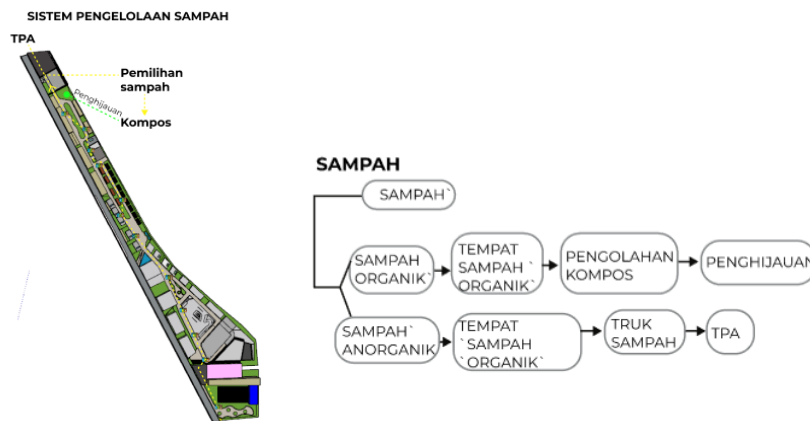 SISTEM PENGELOLAAN SAMPAH
TPA
Pemilihan
sampah
Penghijauan
Kompos
SAMPAH
SAMPAH`
SAMPAH
ORGANIK`
TEMPAT
SAMPAH `
ORGANIK`
PENGOLAHAN
KOMPOS
PENGHIJAUAN
SAMPAH`
ANORGANIK
TEMPAT
`SAMPAH
`ORGANIK`
TRUK
SAMPAH
TPA